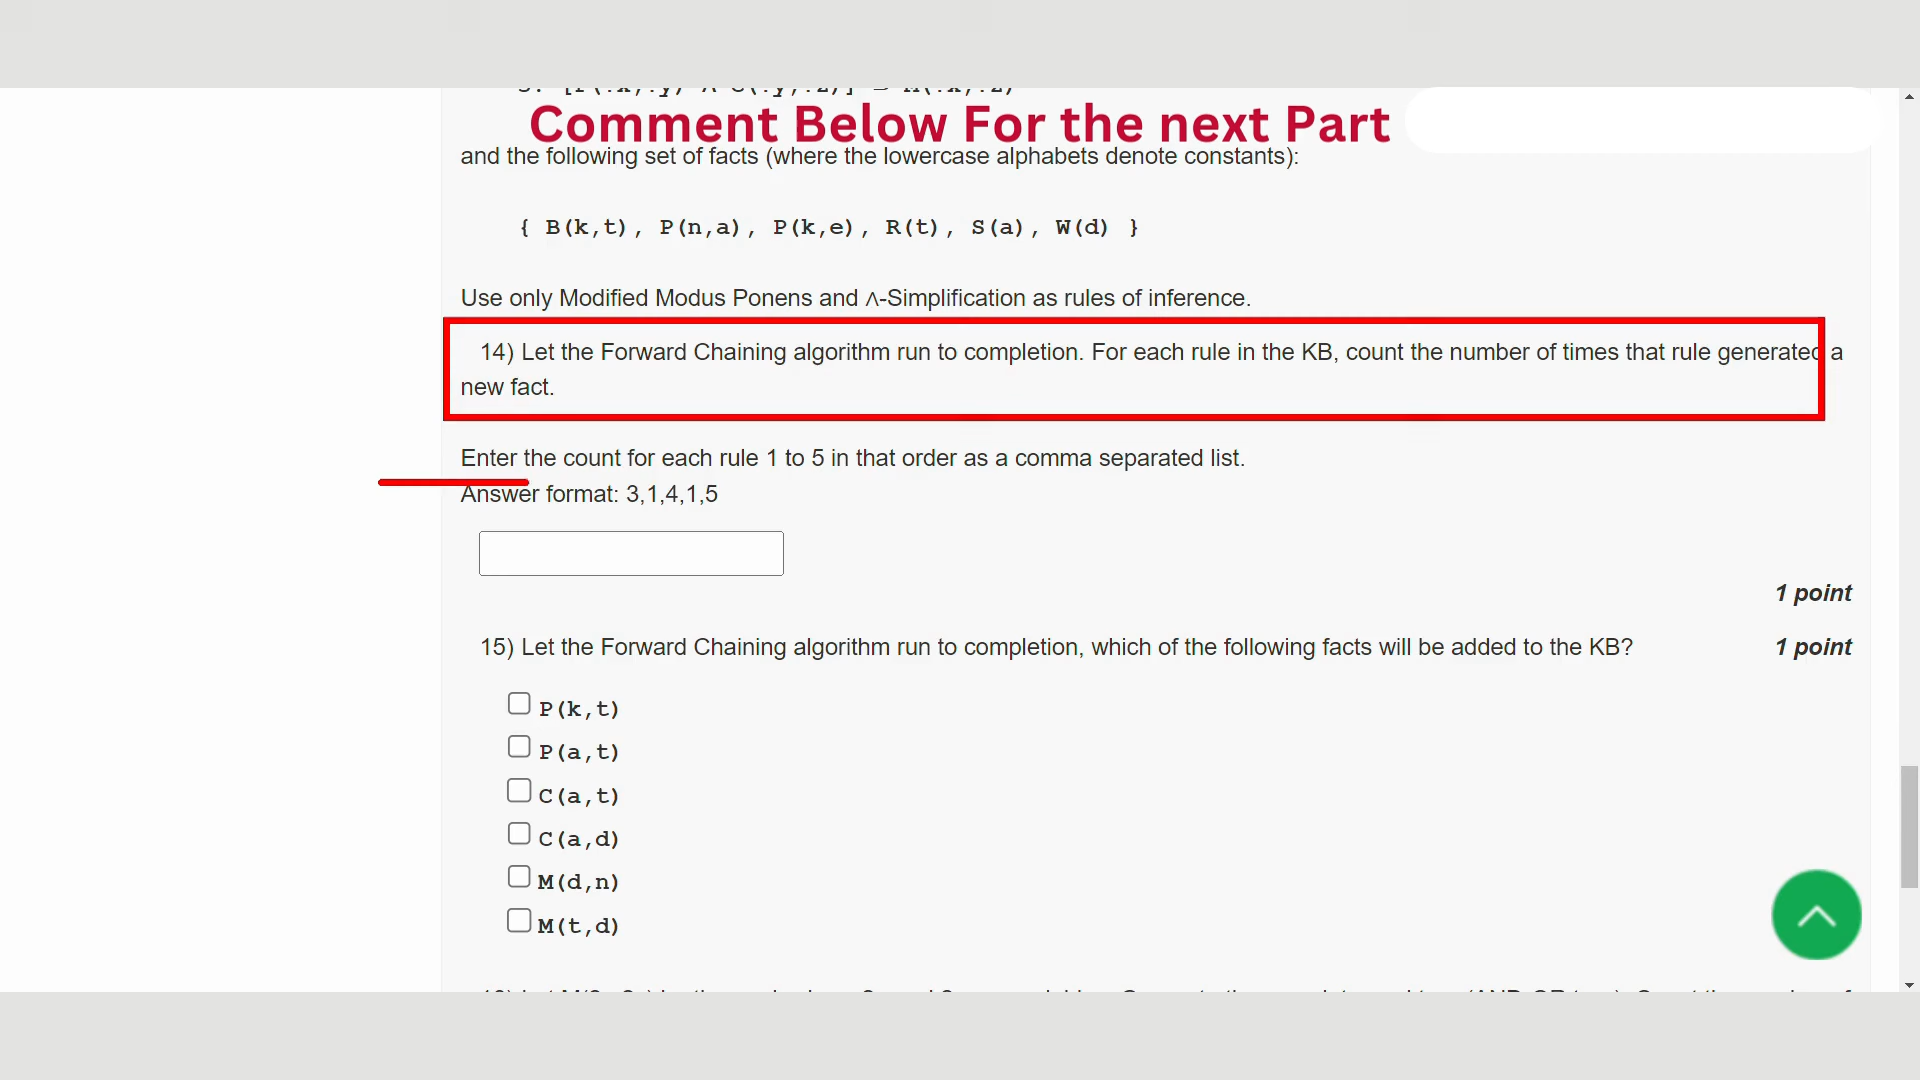 Comment Below For the next Part
and the following set of facts (where the lowercase alphabets denote constants):
{ B(k,t), P(n,a), P(k,e), R(t), S(a), W(d) }
Use only Modified Modus Ponens and ∧-Simplification as rules of inference.
14) Let the Forward Chaining algorithm run to completion. For each rule in the KB, count the number of times that rule generated a
new fact.
Enter the count for each rule 1 to 5 in that order as a comma separated list.
Answer format: 3,1,4,1,5
1 point
15) Let the Forward Chaining algorithm run to completion, which of the following facts will be added to the KB? 1 point
P(k,t)
P(a,t)
C(a,t)
C(a,d)
M(d,n)
M(t,d)